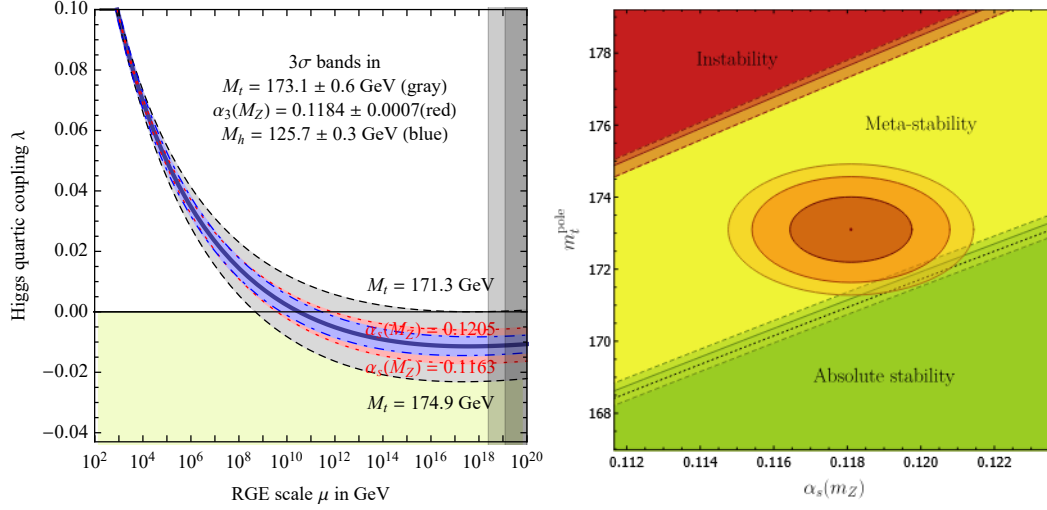 0.10
0.08
0.06
0.04
0.02
0.00
−0.02
−0.04
Higgs quartic coupling λ
3σ bands in
M_t = 173.1 ± 0.6 GeV (gray)
α_3(M_Z) = 0.1184 ± 0.0007(red)
M_h = 125.7 ± 0.3 GeV (blue)
M_t = 171.3 GeV
α_s(M_Z) = 0.1205
α_s(M_Z) = 0.1163
M_t = 174.9 GeV
10^2 10^4 10^6 10^8 10^10 10^12 10^14 10^16 10^18 10^20
RGE scale μ in GeV
178
176
174
172
170
168
m_t^pole
Instability
Meta-stability
Absolute stability
0.112 0.114 0.116 0.118 0.120 0.122
α_s(m_Z)